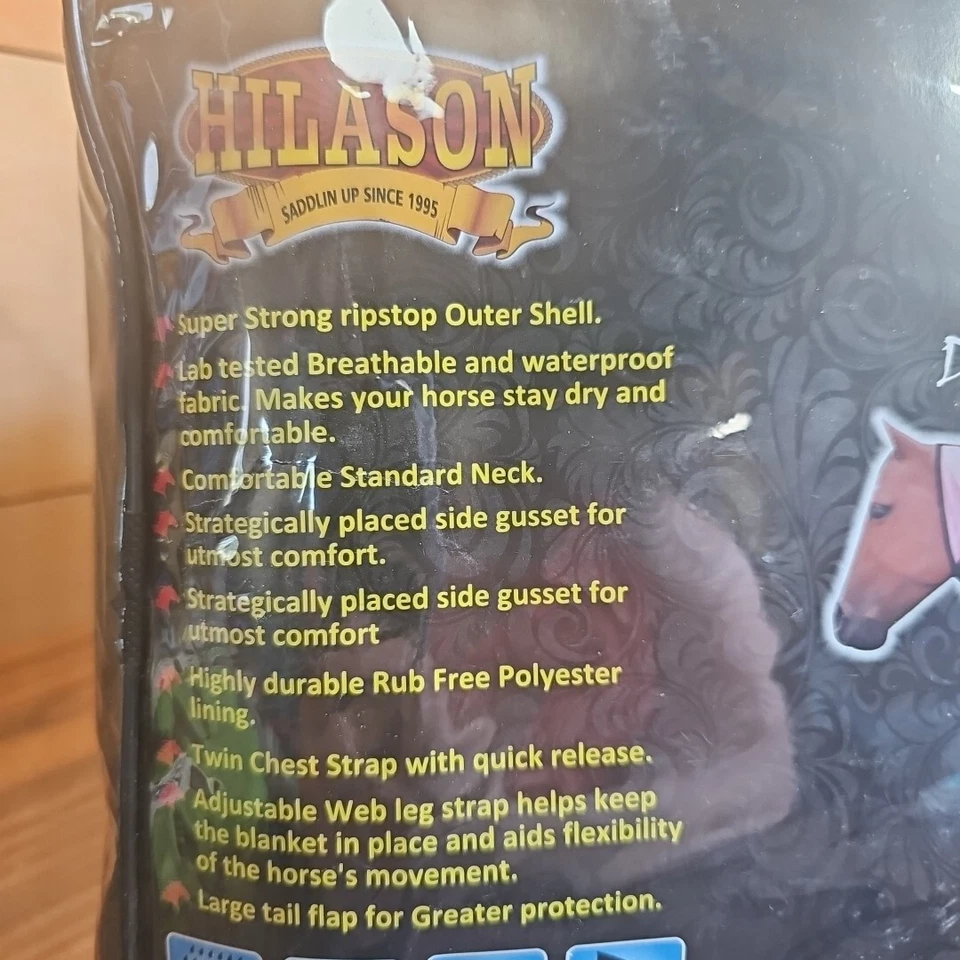 HILASON
SADDLIN UP SINCE 1995
Super Strong ripstop Outer Shell.
Lab tested Breathable and waterproof
fabric. Makes your horse stay dry and
comfortable.
Comfortable Standard Neck.
Strategically placed side gusset for
utmost comfort.
Strategically placed side gusset for
utmost comfort
Highly durable Rub Free Polyester
lining.
Twin Chest Strap with quick release.
Adjustable Web leg strap helps keep
the blanket in place and aids flexibility
of the horse's movement.
Large tail flap for Greater protection.